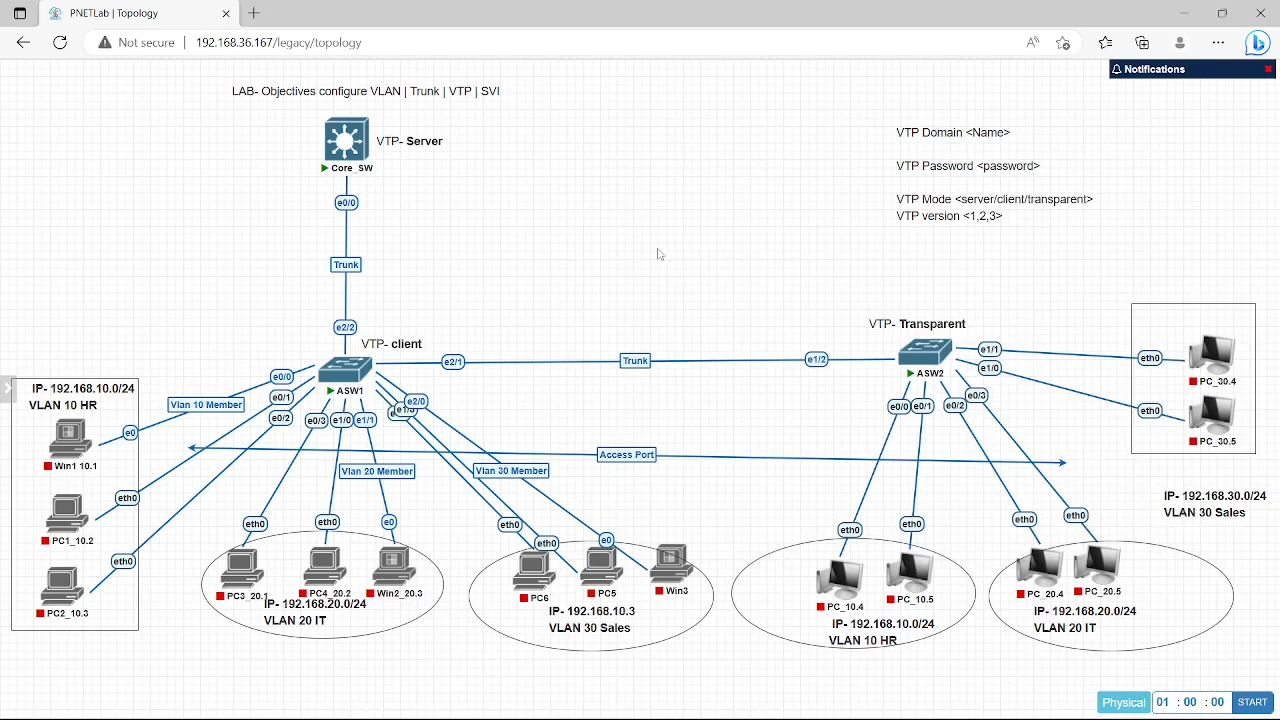 PNETLab | Topology
Not secure
192.168.36.167/legacy/topology
Notifications
LAB- Objectives configure VLAN | Trunk | VTP | SVI
VTP- Server
Core_SW
VTP Domain <Name>
VTP Password <password>
VTP Mode <server/client/transparent>
VTP version <1,2,3>
e0/0
Trunk
e2/2
VTP- client
VTP- Transparent
e2/1
Trunk
e1/2
ASW1
ASW2
e1/1
e1/0
eth0
PC_30.4
eth0
PC_30.5
IP- 192.168.10.0/24
VLAN 10 HR
e0/0
e0/1
e0/2
Vlan 10 Member
e0
Win1 10.1
eth0
PC1_10.2
eth0
PC2_10.3
e0/3
e1/0
e1/1
e2/0
Vlan 20 Member
Vlan 30 Member
Access Port
e0/0
e0/1
e0/2
e0/3
IP- 192.168.30.0/24
VLAN 30 Sales
eth0
eth0
e0
PC3_20.1
PC4_20.2
Win2_20.3
IP- 192.168.20.0/24
VLAN 20 IT
eth0
eth0
e0
PC6
PC5
Win3
IP- 192.168.10.3
VLAN 30 Sales
eth0
eth0
PC_10.4
PC_10.5
IP- 192.168.10.0/24
VLAN 10 HR
eth0
eth0
PC_20.4
PC_20.5
IP- 192.168.20.0/24
VLAN 20 IT
Physical
01 : 00 : 00
START